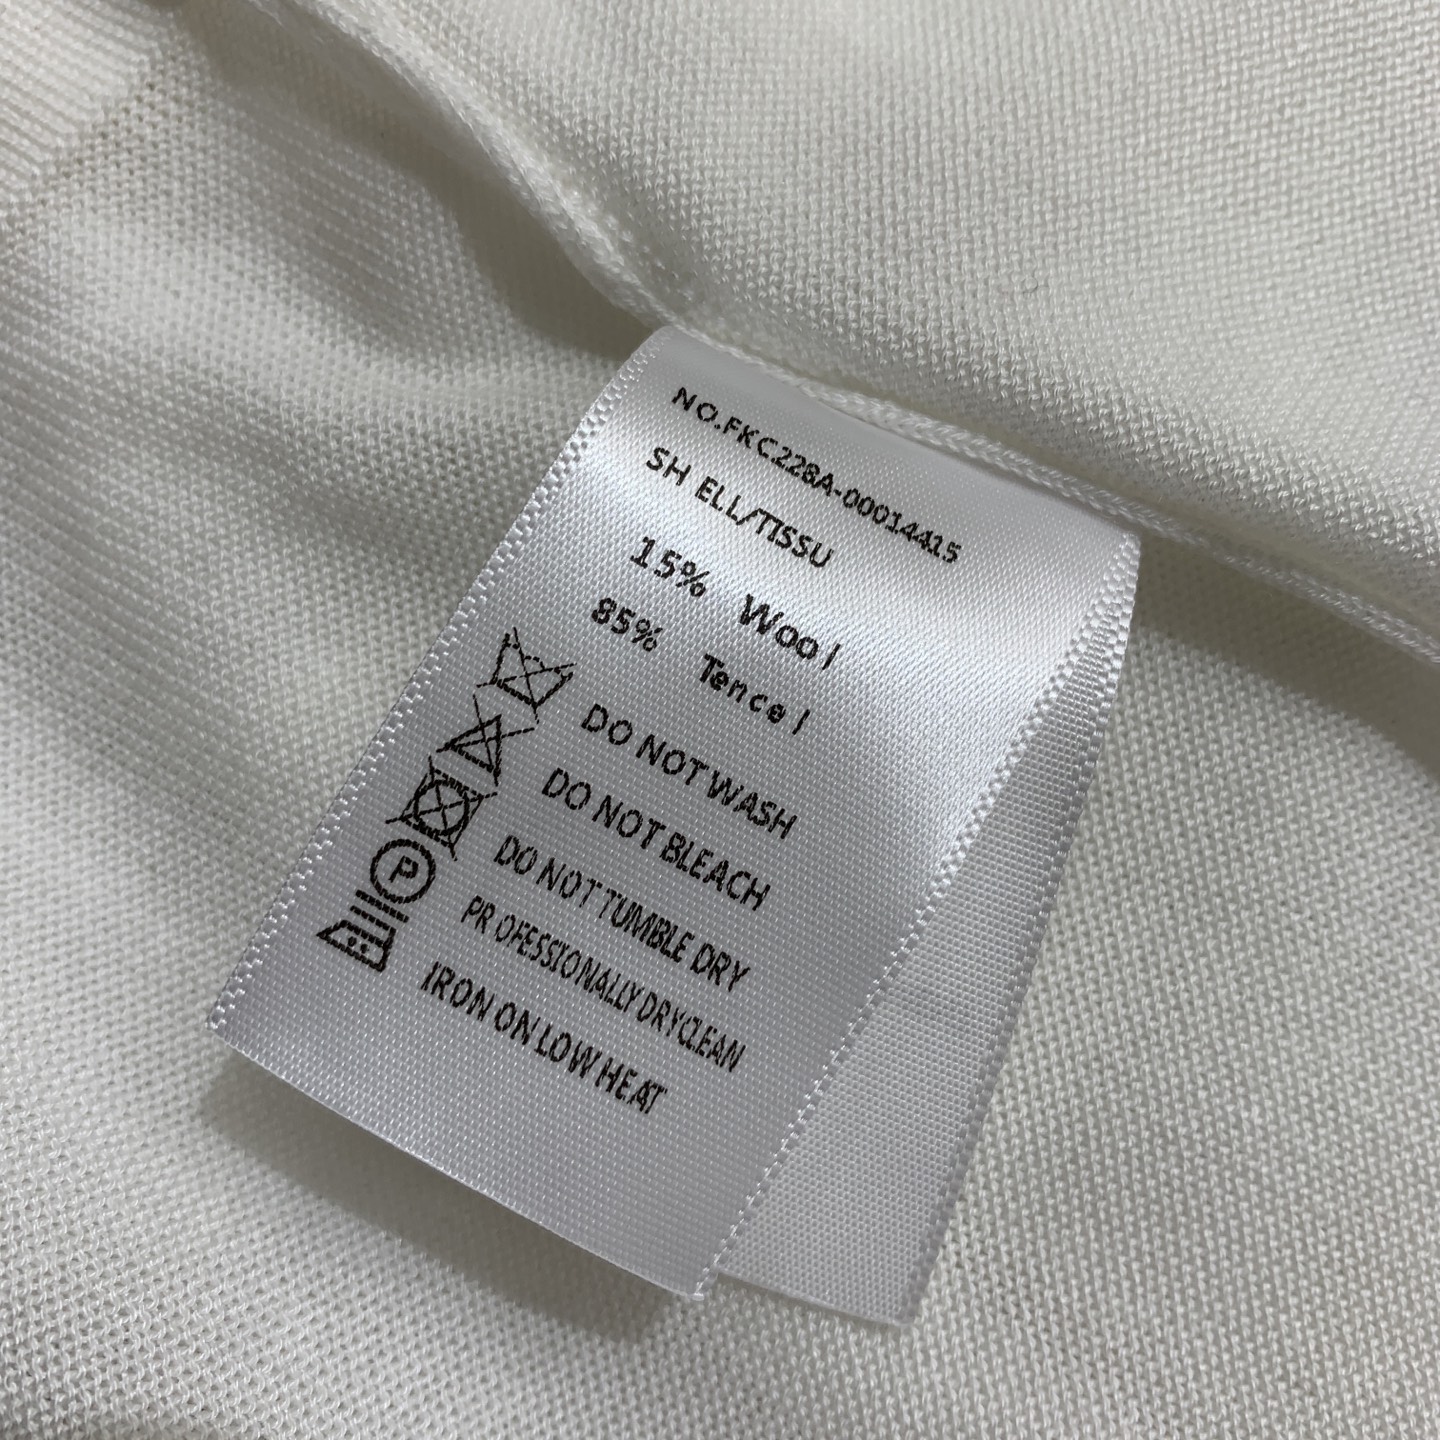 NO.FKC228A-00014415
SH ELL/TISSU
15% Wool
85% Tencel
DO NOT WASH
DO NOT BLEACH
DO NOT TUMBLE DRY
P
PR OFESSIONALLY DRYCLEAN
IRON ON LOW HEAT